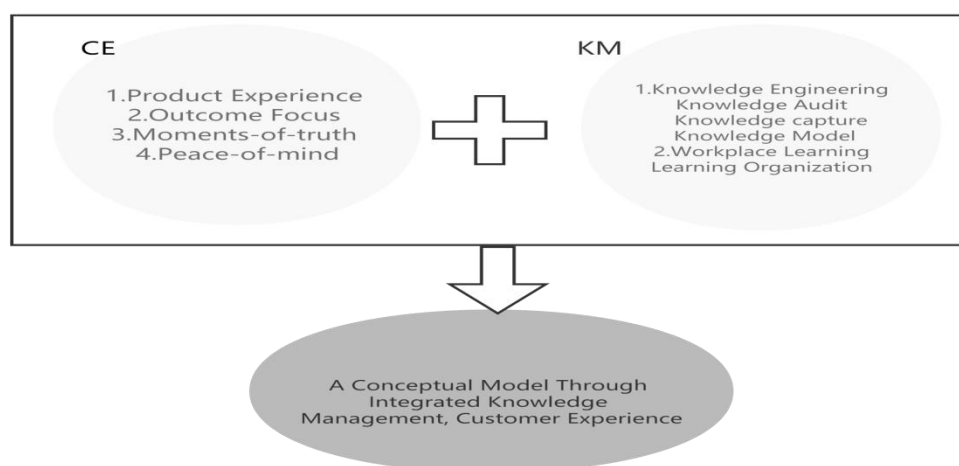 CE
1.Product Experience
2.Outcome Focus
3.Moments-of-truth
4.Peace-of-mind
KM
1.Knowledge Engineering
Knowledge Audit
Knowledge capture
Knowledge Model
2.Workplace Learning
Learning Organization
A Conceptual Model Through
Integrated Knowledge
Management, Customer Experience